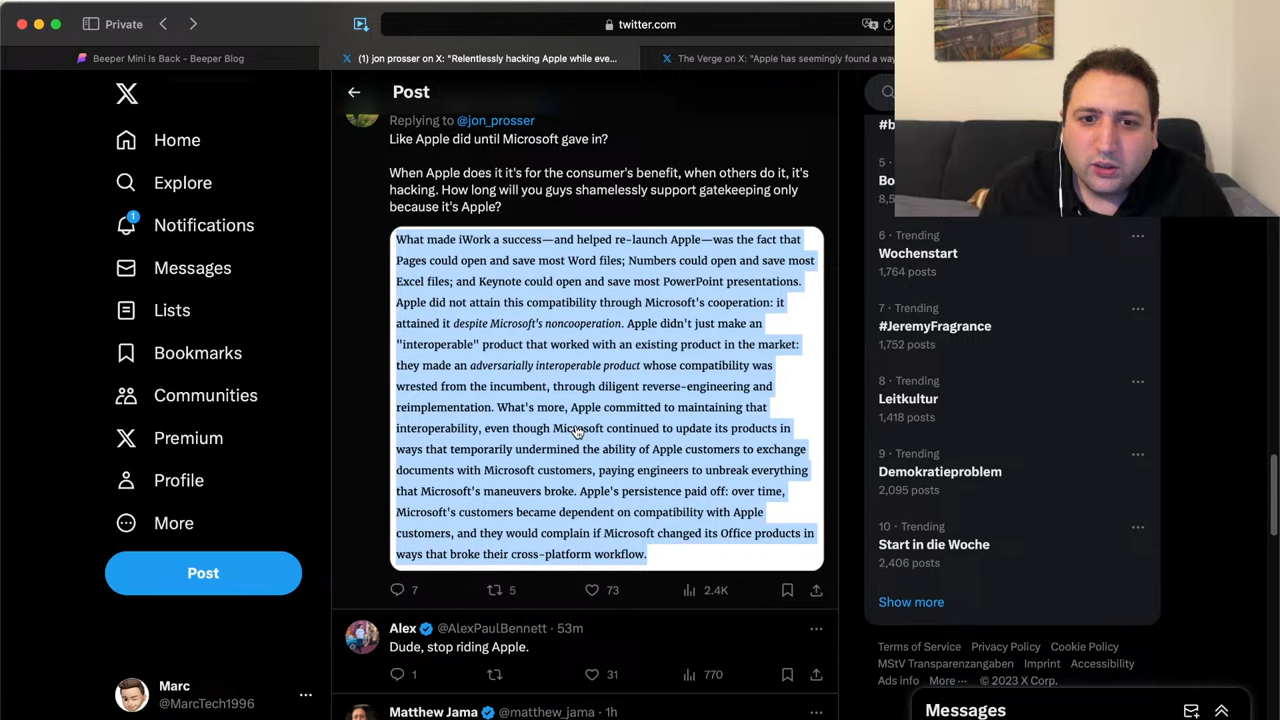 Private
twitter.com
Beeper Mini Is Back - Beeper Blog
(1) jon prosser on X: "Relentlessly hacking Apple while eve...
The Verge on X: "Apple has seemingly found a wa
Home
Explore
1
Notifications
Messages
Lists
Bookmarks
Communities
Premium
Profile
More
Post
Marc
@MarcTech1996
Post
Replying to @jon_prosser
Like Apple did until Microsoft gave in?
When Apple does it it's for the consumer's benefit, when others do it, it's
hacking. How long will you guys shamelessly support gatekeeping only
because it's Apple?
What made iWork a success—and helped re-launch Apple—was the fact that
Pages could open and save most Word files; Numbers could open and save most
Excel files; and Keynote could open and save most PowerPoint presentations.
Apple did not attain this compatibility through Microsoft's cooperation: it
attained it despite Microsoft's noncooperation. Apple didn't just make an
"interoperable" product that worked with an existing product in the market:
they made an adversarially interoperable product whose compatibility was
wrested from the incumbent, through diligent reverse-engineering and
reimplementation. What's more, Apple committed to maintaining that
interoperability, even though Microsoft continued to update its products in
ways that temporarily undermined the ability of Apple customers to exchange
documents with Microsoft customers, paying engineers to unbreak everything
that Microsoft's maneuvers broke. Apple's persistence paid off: over time,
Microsoft's customers became dependent on compatibility with Apple
customers, and they would complain if Microsoft changed its Office products in
ways that broke their cross-platform workflow.
7 5 73 2.4K
Alex @AlexPaulBennett · 53m
Dude, stop riding Apple.
1 31 770
Matthew Jama @matthew_jama · 1h
#b
5 ·
Bo
8,5
6 · Trending
Wochenstart
1,764 posts
7 · Trending
#JeremyFragrance
1,752 posts
8 · Trending
Leitkultur
1,418 posts
9 · Trending
Demokratieproblem
2,095 posts
10 · Trending
Start in die Woche
2,406 posts
Show more
Terms of Service Privacy Policy Cookie Policy
MStV Transparenzangaben Imprint Accessibility
Ads info More ··· © 2023 X Corp.
Messages